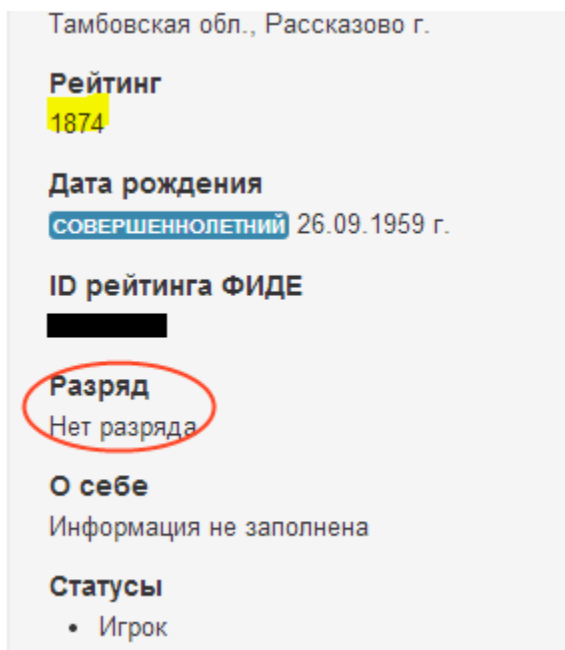 Тамбовская обл., Рассказово г.
Рейтинг
1874
Дата рождения
СОВЕРШЕННОЛЕТНИЙ 26.09.1959 г.
ID рейтинга ФИДЕ
Разряд
Нет разряда
О себе
Информация не заполнена
Статусы
• Игрок